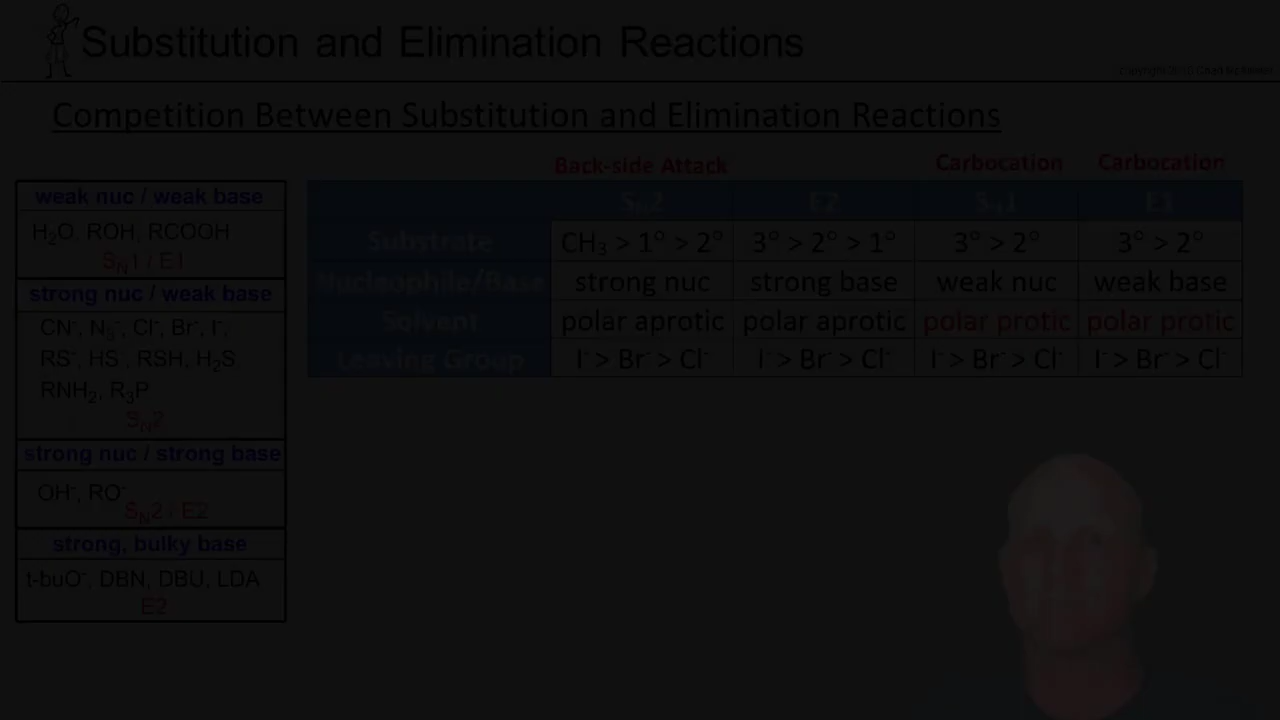 Substitution and Elimination Reactions
Competition Between Substitution and Elimination Reactions
weak nuc / weak base
H₂O, ROH, RCOOH
Sₙ1 / E1
strong nuc / weak base
CN⁻, N₃⁻, Cl⁻, Br⁻, I⁻,
RS⁻, HS⁻, RSH, H₂S
RNH₂, R₃P
Sₙ2
strong nuc / strong base
OH⁻, RO⁻
Sₙ2 / E2
strong, bulky base
t-buO⁻, DBN, DBU, LDA
E2
Back-side Attack Carbocation Carbocation
Sₙ2 E2 Sₙ1 E1
Substrate CH₃ > 1° > 2° 3° > 2° > 1° 3° > 2° 3° > 2°
Nucleophile/Base strong nuc strong base weak nuc weak base
Solvent polar aprotic polar aprotic polar protic polar protic
Leaving Group I⁻ > Br⁻ > Cl⁻ I⁻ > Br⁻ > Cl⁻ I⁻ > Br⁻ > Cl⁻ I⁻ > Br⁻ > Cl⁻